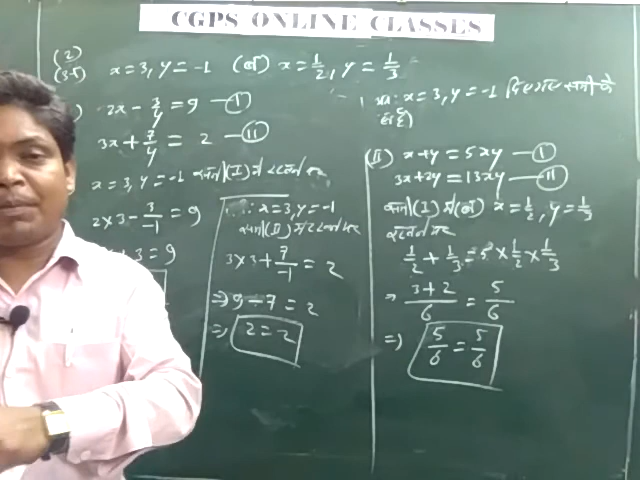 CGPS ONLINE CLASSES
(2)
(35) x = 3, y = -1 (ब) x = 1/2, y = 1/3
2x - 3/y = 9 —(I)
3x + 7/y = 2 —(II)
x = 3, y = -1 समी (I) में रखने पर
2×3 - 3/-1 = 9
+ 3 = 9
∴ x = 3, y = -1
समी (II) में रखने पर
3×3 + 7/-1 = 2
⇒ 9 - 7 = 2
⇒ 2 = 2
अतः x = 3, y = -1
(II) x + y = 5xy —(I)
3x + 2y = 13xy —(II)
समी (I) में x = 1/2, y = 1/3
रखने पर
1/2 + 1/3 = 5 × 1/2 × 1/3
⇒ 3+2/6 = 5/6
⇒ 5/6 = 5/6